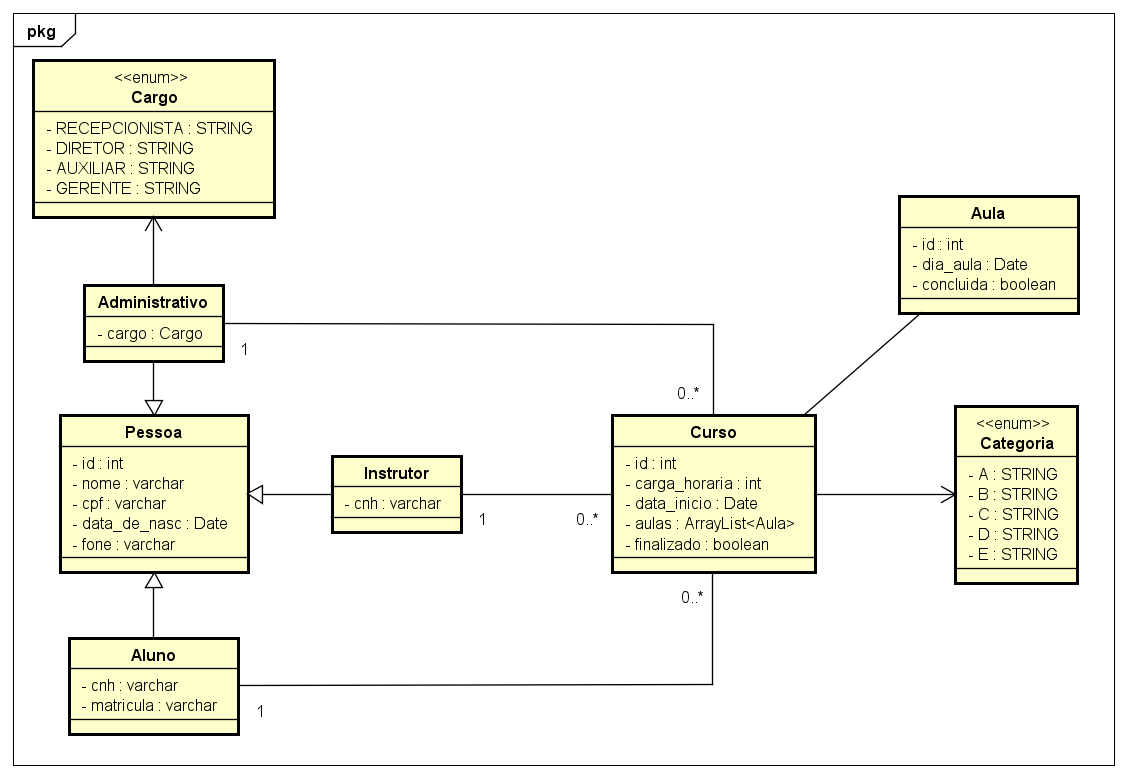 pkg
<<enum>>
Cargo
- RECEPCIONISTA : STRING
- DIRETOR : STRING
- AUXILIAR : STRING
- GERENTE : STRING
Administrativo
- cargo : Cargo
1
0..*
Pessoa
- id : int
- nome : varchar
- cpf : varchar
- data_de_nasc : Date
- fone : varchar
Instrutor
- cnh : varchar
1
0..*
Curso
- id : int
- carga_horaria : int
- data_inicio : Date
- aulas : ArrayList<Aula>
- finalizado : boolean
Aula
- id : int
- dia_aula : Date
- concluida : boolean
<<enum>>
Categoria
- A : STRING
- B : STRING
- C : STRING
- D : STRING
- E : STRING
0..*
Aluno
- cnh : varchar
- matricula : varchar
1